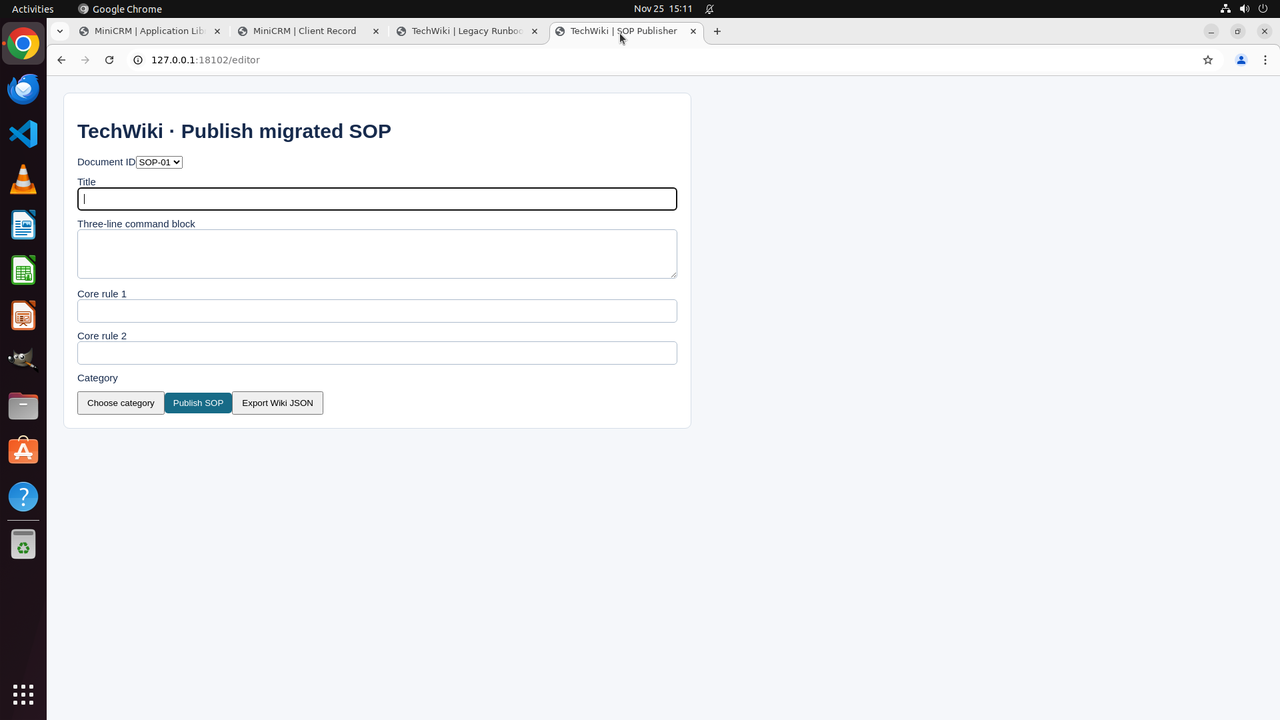 Activities
Google Chrome
Nov 25 15:11
MiniCRM | Application Lib
MiniCRM | Client Record
TechWiki | Legacy Runboo
TechWiki | SOP Publisher
127.0.0.1:18102/editor
TechWiki · Publish migrated SOP
Document ID SOP-01
Title
Three-line command block
Core rule 1
Core rule 2
Category
Choose category Publish SOP Export Wiki JSON